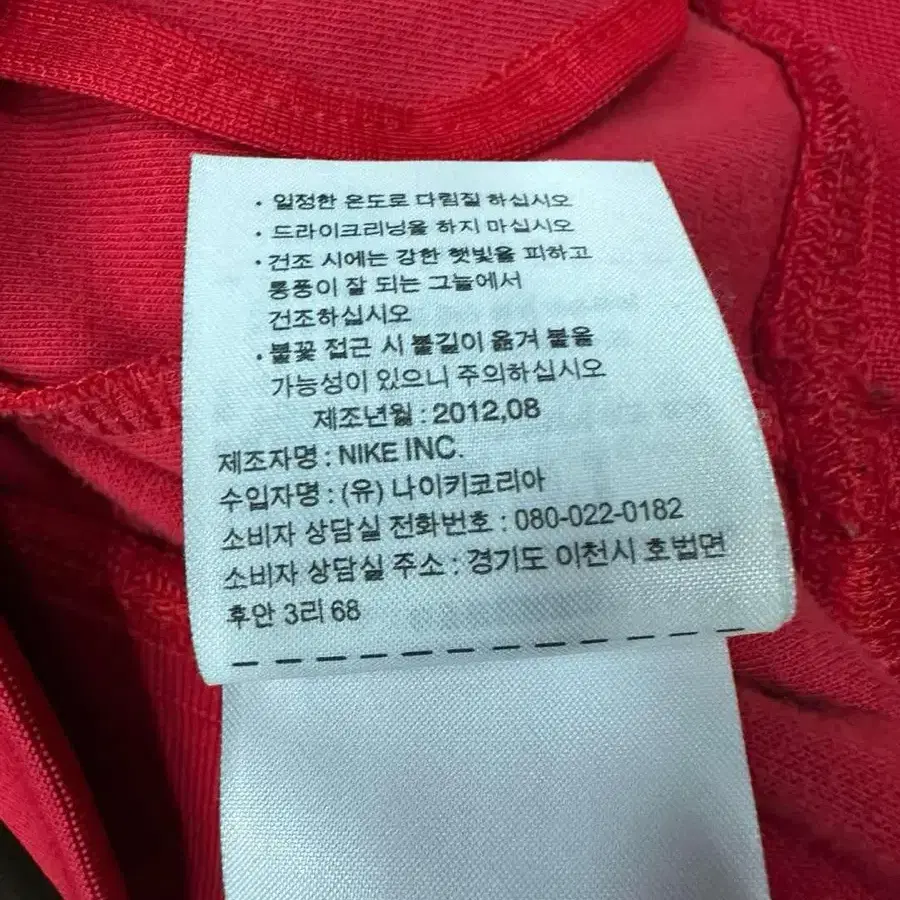 · 일정한 온도로 다림질 하십시오
· 드라이크리닝을 하지 마십시오
· 건조 시에는 강한 햇빛을 피하고
통풍이 잘 되는 그늘에서
건조하십시오
· 불꽃 접근 시 불길이 옮겨 붙을
가능성이 있으니 주의하십시오
제조년월 : 2012,08
제조자명 : NIKE INC.
수입자명 : (유) 나이키코리아
소비자 상담실 전화번호 : 080-022-0182
소비자 상담실 주소 : 경기도 이천시 호법면
후안 3리 68